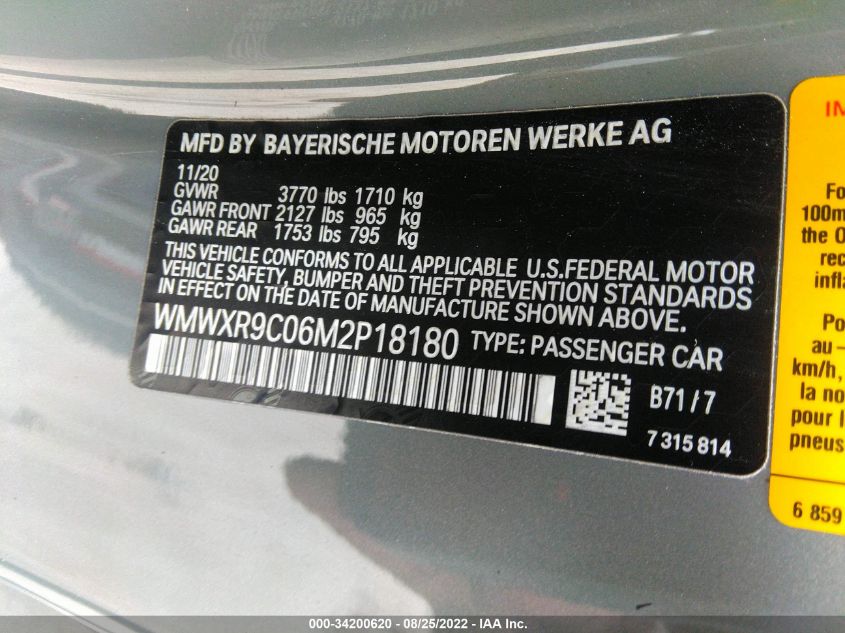 MFD BY BAYERISCHE MOTOREN WERKE AG
11/20
GVWR 3770 lbs 1710 kg
GAWR FRONT 2127 lbs 965 kg
GAWR REAR 1753 lbs 795 kg
THIS VEHICLE CONFORMS TO ALL APPLICABLE U.S.FEDERAL MOTOR
VEHICLE SAFETY, BUMPER AND THEFT PREVENTION STANDARDS
IN EFFECT ON THE DATE OF MANUFACTURE SHOWN ABOVE.
WMWXR9C06M2P18180 TYPE: PASSENGER CAR
B71/7
7 315 814
IM
Fo
100m
the O
rec
infla
Po
au –
km/h,
la no
pour l
pneus
6 859
000-34200620 - 08/25/2022 - IAA Inc.